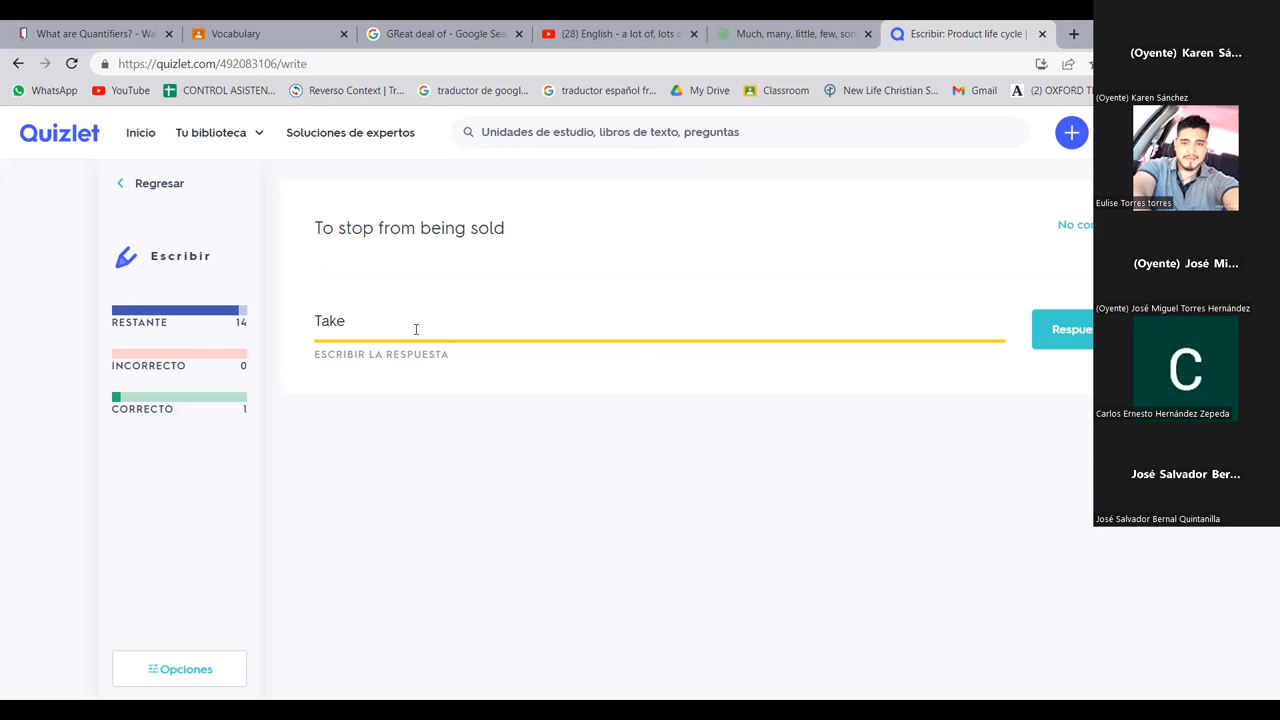 What are Quantifiers? - Wa
Vocabulary
GReat deal of - Google Sea
(28) English - a lot of, lots o
Much, many, little, few, som
Escribir: Product life cycle |
https://quizlet.com/492083106/write
WhatsApp
YouTube
CONTROL ASISTEN...
Reverso Context | Tr...
traductor de googl...
traductor español fr...
My Drive
Classroom
New Life Christian S...
Gmail
A
(2) OXFORD TE
Quizlet
Inicio
Tu biblioteca
Soluciones de expertos
Unidades de estudio, libros de texto, preguntas
Regresar
Escribir
RESTANTE 14
INCORRECTO 0
CORRECTO 1
Opciones
To stop from being sold
No co
Take
ESCRIBIR LA RESPUESTA
Respue
(Oyente) Karen Sá...
(Oyente) Karen Sánchez
Eulise Torres torres
(Oyente) José Mi...
(Oyente) José Miguel Torres Hernández
C
Carlos Ernesto Hernández Zepeda
José Salvador Ber...
José Salvador Bernal Quintanilla